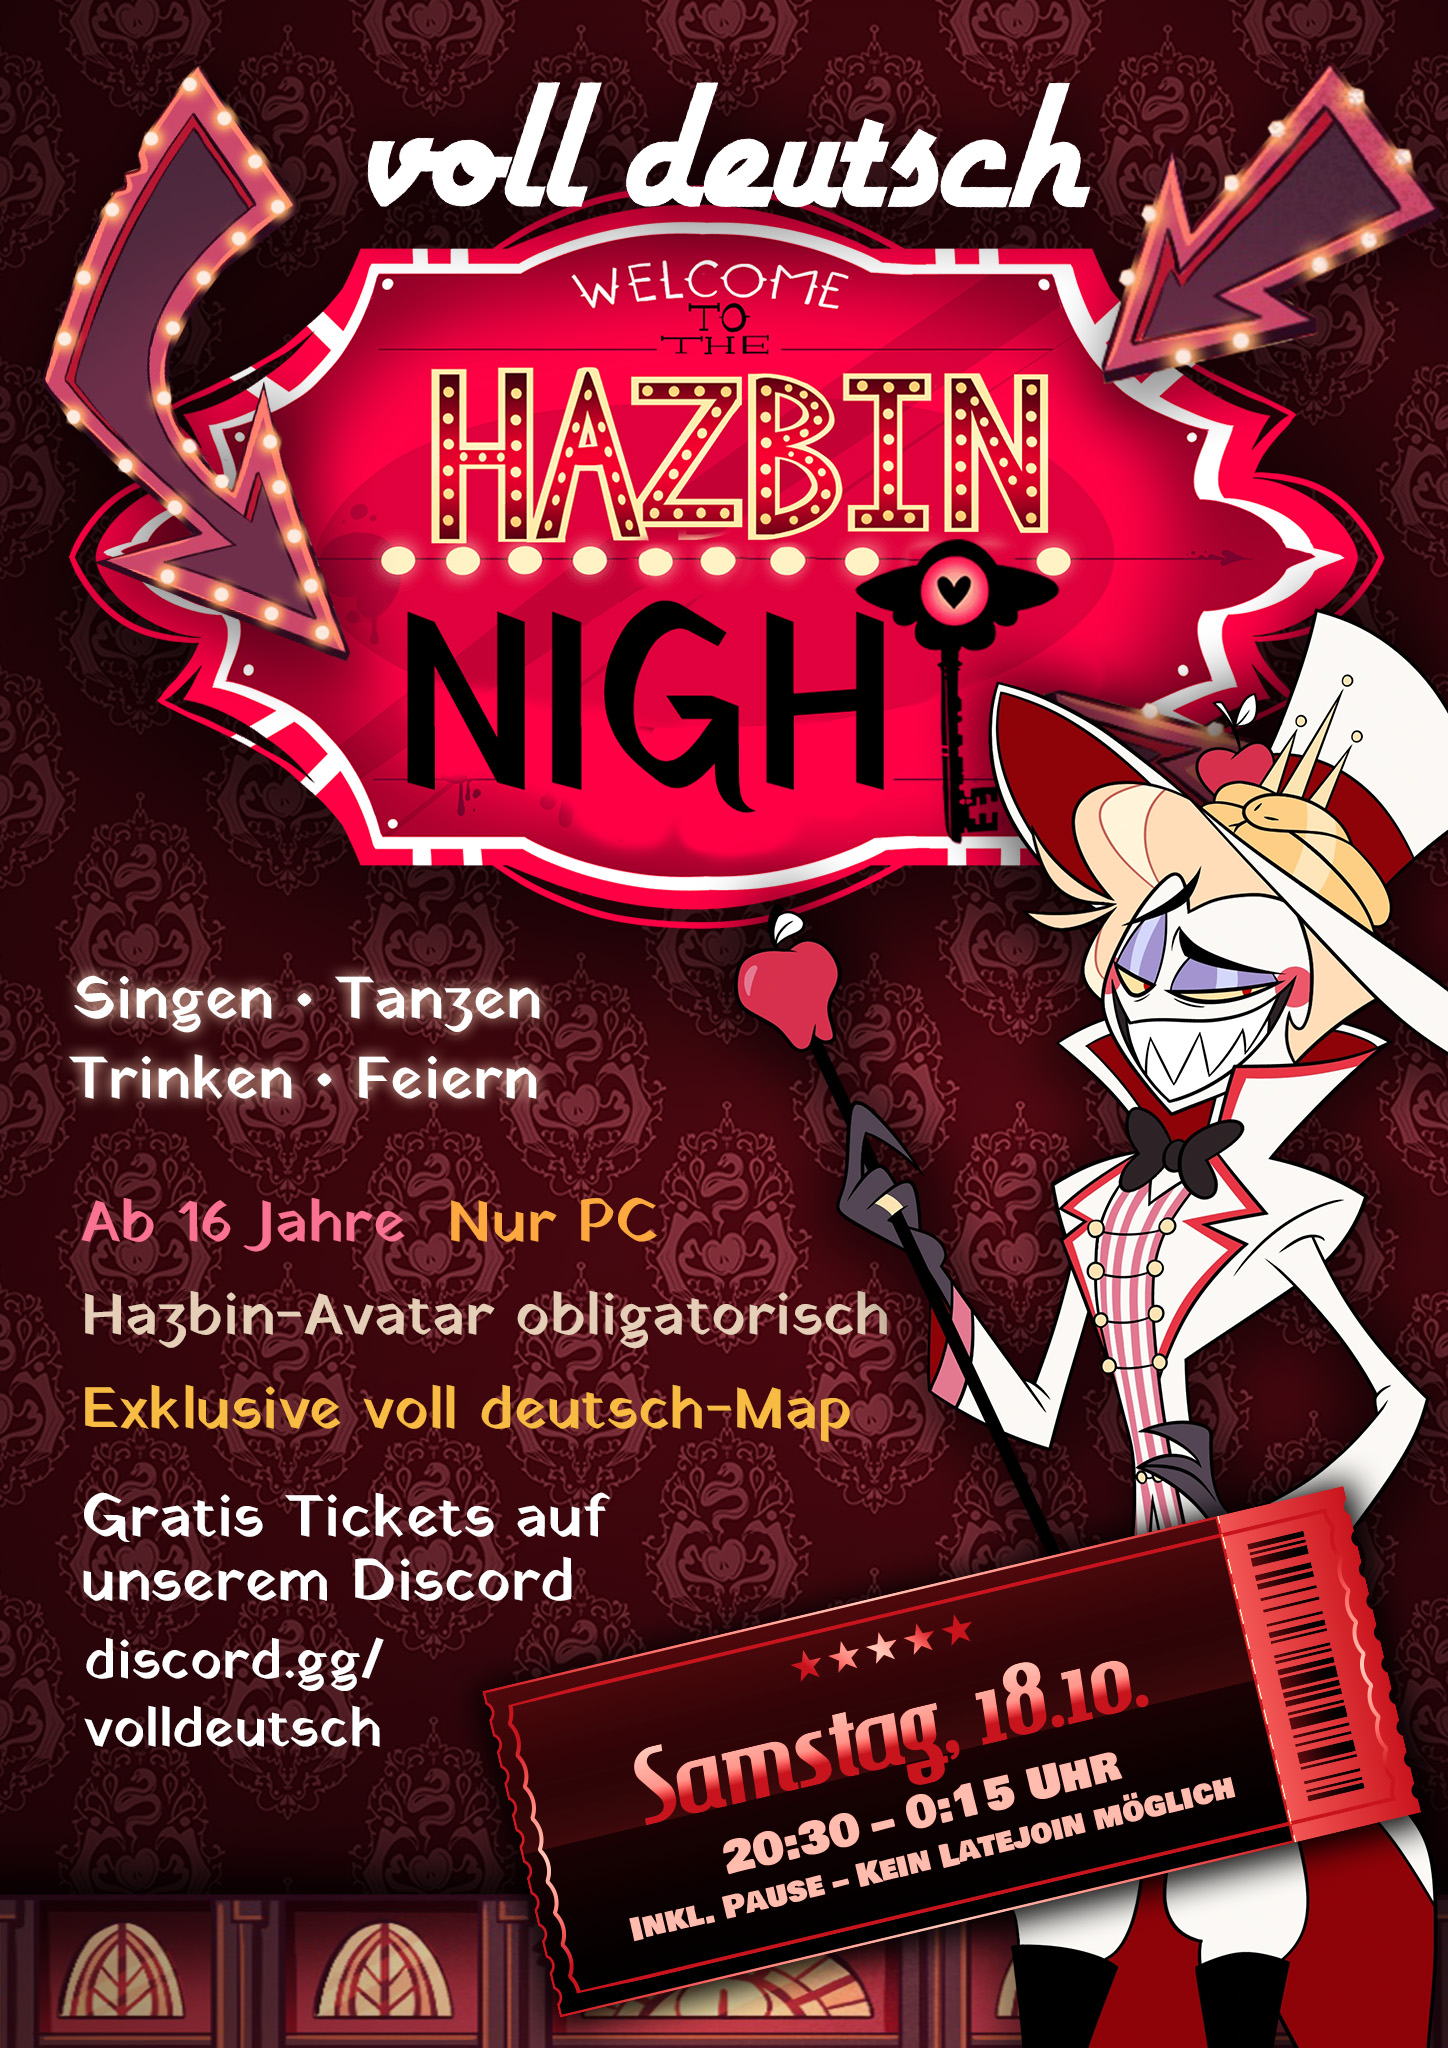 voll deutsch
WELCOME
TO
THE
HAZBIN
NIGHT
Singen • Tanzen
Trinken • Feiern
Ab 16 Jahre Nur PC
Hazbin-Avatar obligatorisch
Exklusive voll deutsch-Map
Gratis Tickets auf
unserem Discord
discord.gg/
volldeutsch
Samstag, 18.10.
20:30 – 0:15 UHR
INKL. PAUSE – KEIN LATEJOIN MÖGLICH